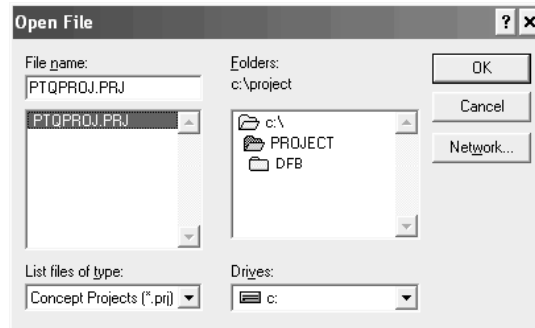 Open File
File name:
PTQPROJ.PRJ
PTQPROJ.PRJ
List files of type:
Concept Projects (*.prj)
Folders:
c:\project
c:\
PROJECT
DFB
Drives:
c:
OK
Cancel
Network...